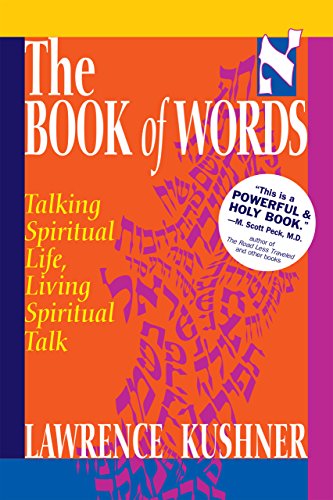 The
BOOK of WORDS
א
Talking
Spiritual
Life,
Living
Spiritual
Talk
"This is a
POWERFUL &
HOLY BOOK."
—M. Scott Peck, M.D.
author of
The Road Less Traveled
and other books
LAWRENCE KUSHNER